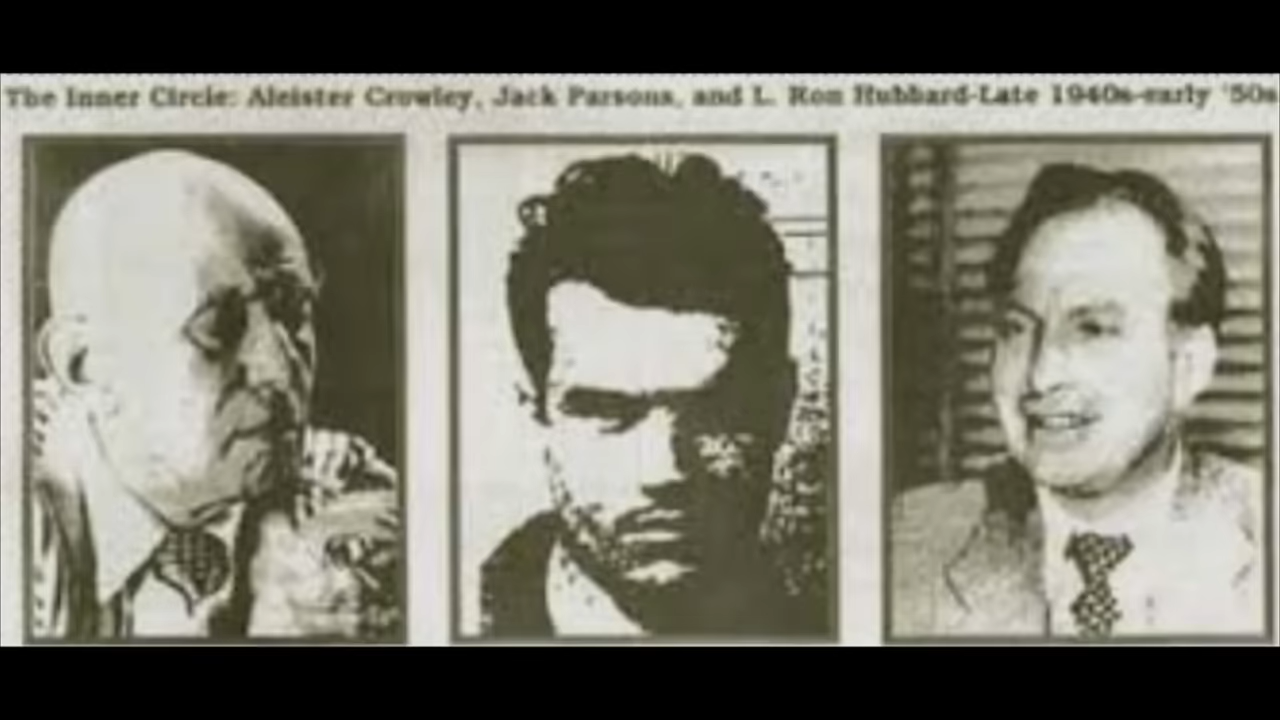 The Inner Circle: Aleister Crowley, Jack Parsons, and L. Ron Hubbard-Late 1940s-early '50s